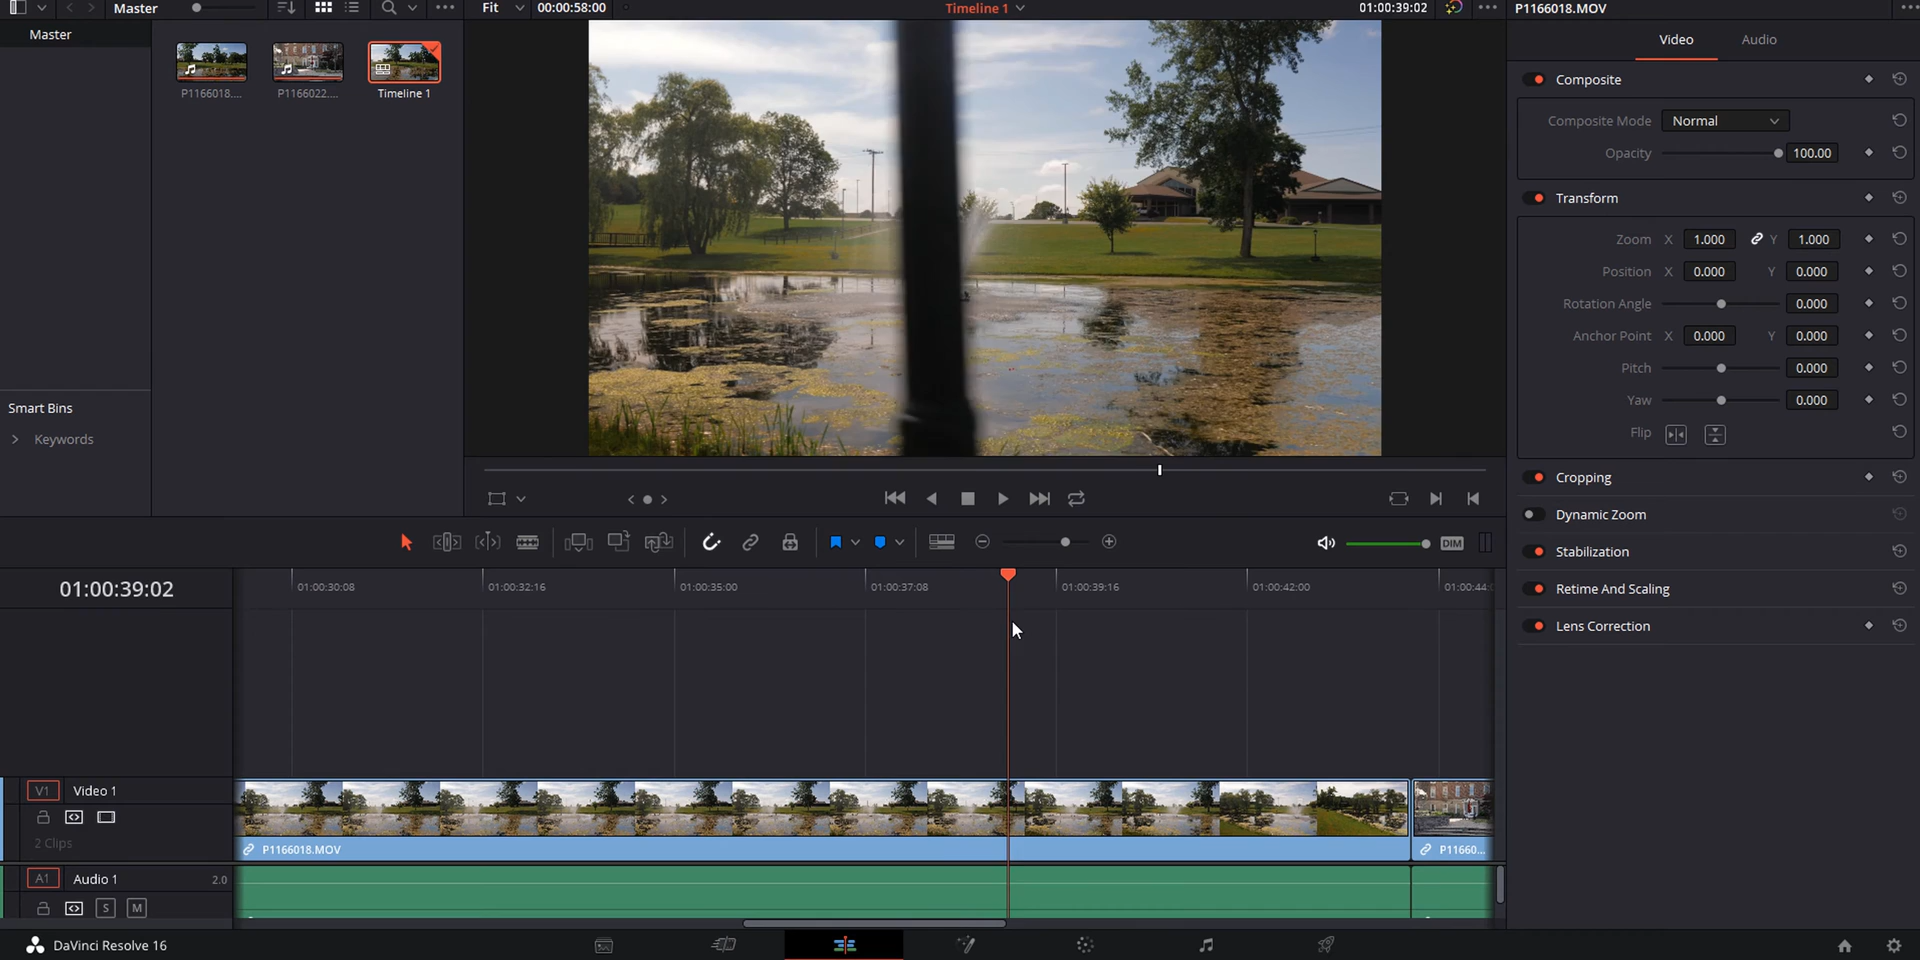 Master
Fit
00:00:58:00
Timeline 1
01:00:39:02
P1166018.MOV
Master
P1166018....
P1166022....
Timeline 1
Smart Bins
Keywords
Video
Audio
Composite
Composite Mode
Normal
Opacity
100.00
Transform
Zoom X 1.000 Y 1.000
Position X 0.000 Y 0.000
Rotation Angle 0.000
Anchor Point X 0.000 Y 0.000
Pitch 0.000
Yaw 0.000
Flip
Cropping
Dynamic Zoom
Stabilization
Retime And Scaling
Lens Correction
DIM
01:00:39:02
01:00:30:08
01:00:32:16
01:00:35:00
01:00:37:08
01:00:39:16
01:00:42:00
01:00:44:
V1 Video 1
2 Clips
P1166018.MOV
P11660...
A1 Audio 1 2.0
S M
DaVinci Resolve 16